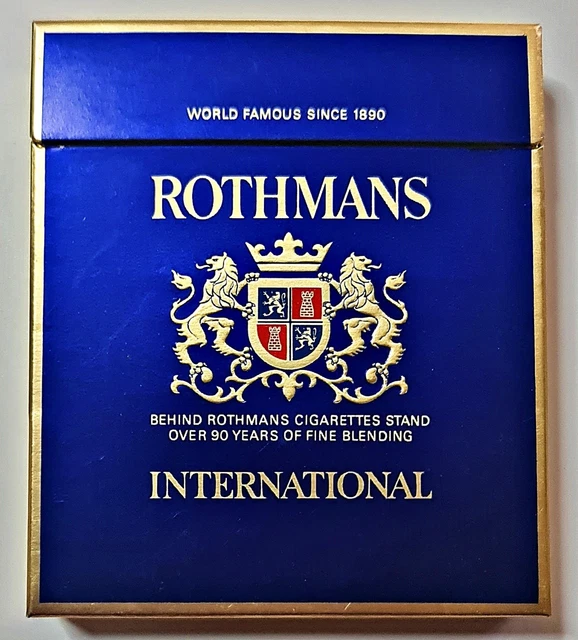 WORLD FAMOUS SINCE 1890
ROTHMANS
BEHIND ROTHMANS CIGARETTES STAND
OVER 90 YEARS OF FINE BLENDING
INTERNATIONAL